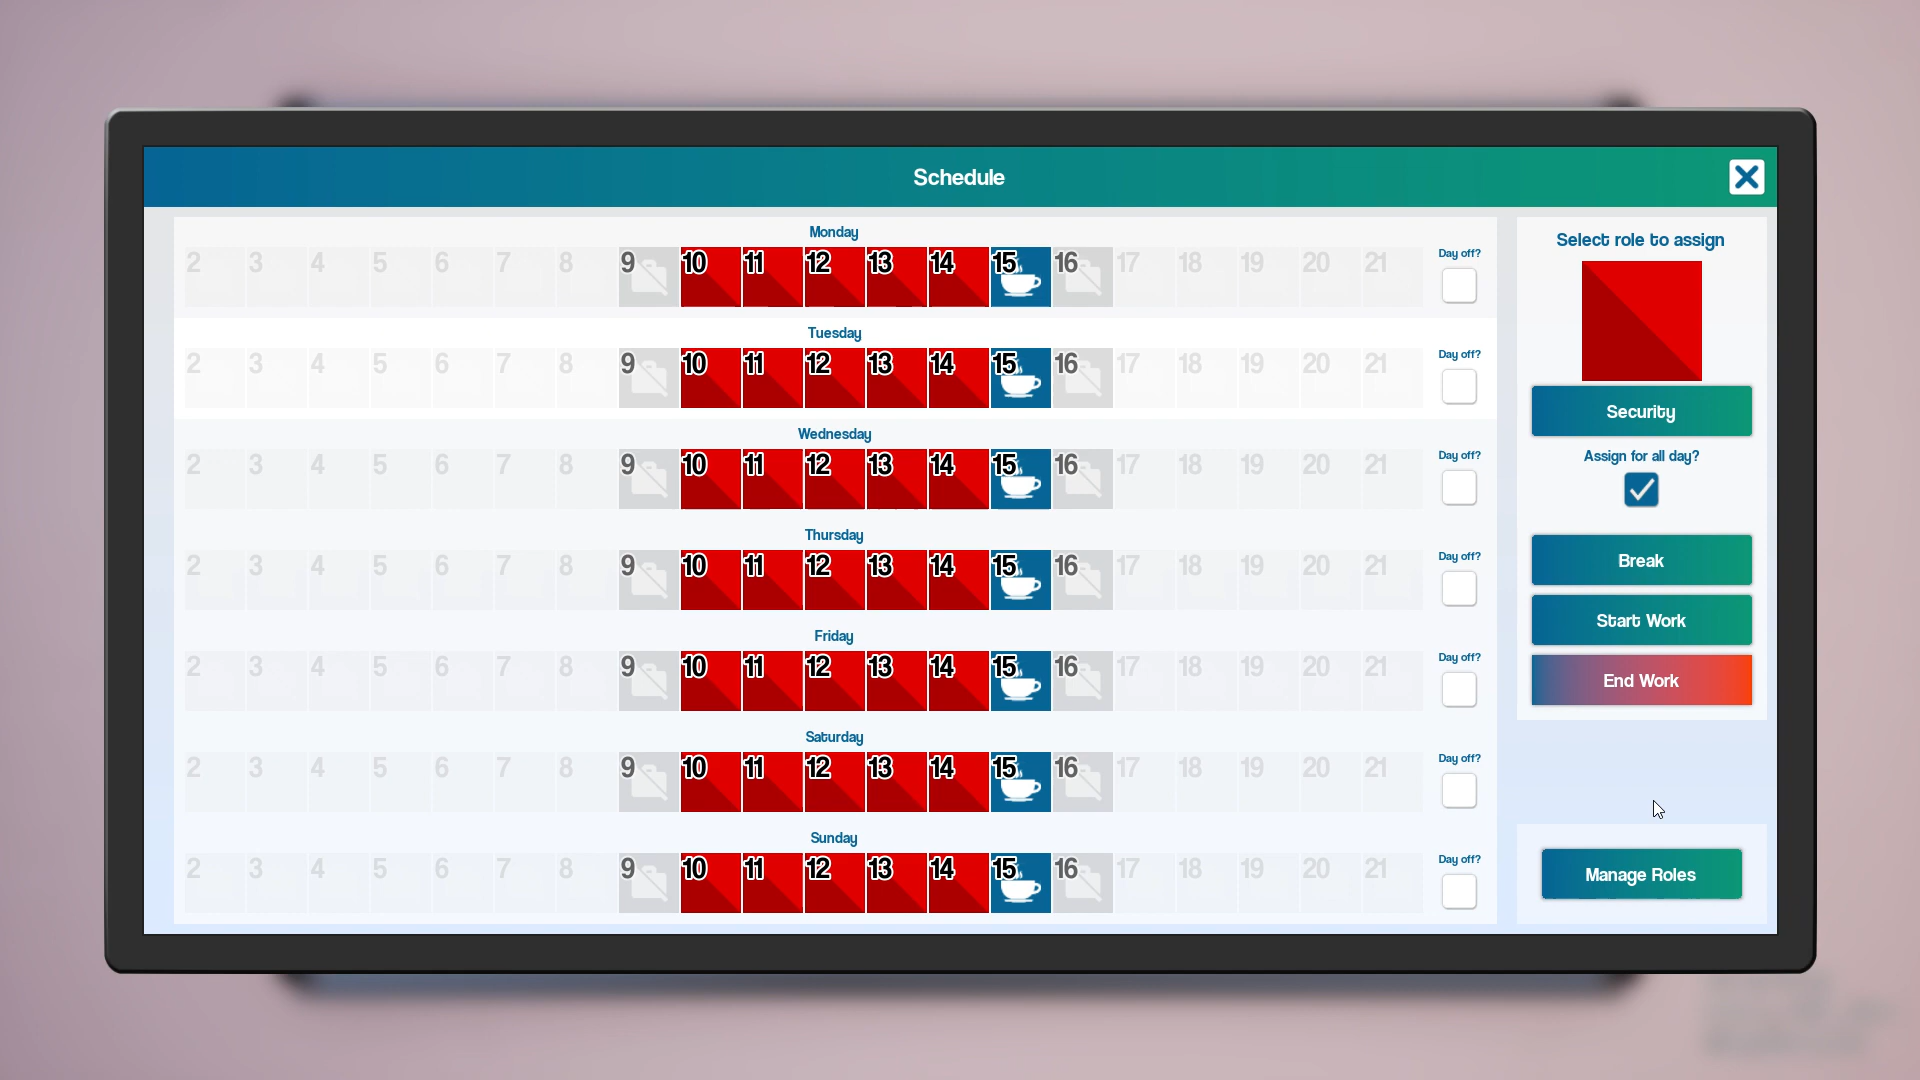 Schedule
Monday
2 3 4 5 6 7 8 9 10 11 12 13 14 15 16 17 18 19 20 21
Day off?
Tuesday
2 3 4 5 6 7 8 9 10 11 12 13 14 15 16 17 18 19 20 21
Day off?
Wednesday
2 3 4 5 6 7 8 9 10 11 12 13 14 15 16 17 18 19 20 21
Day off?
Thursday
2 3 4 5 6 7 8 9 10 11 12 13 14 15 16 17 18 19 20 21
Day off?
Friday
2 3 4 5 6 7 8 9 10 11 12 13 14 15 16 17 18 19 20 21
Day off?
Saturday
2 3 4 5 6 7 8 9 10 11 12 13 14 15 16 17 18 19 20 21
Day off?
Sunday
2 3 4 5 6 7 8 9 10 11 12 13 14 15 16 17 18 19 20 21
Day off?
Select role to assign
Security
Assign for all day?
Break
Start Work
End Work
Manage Roles